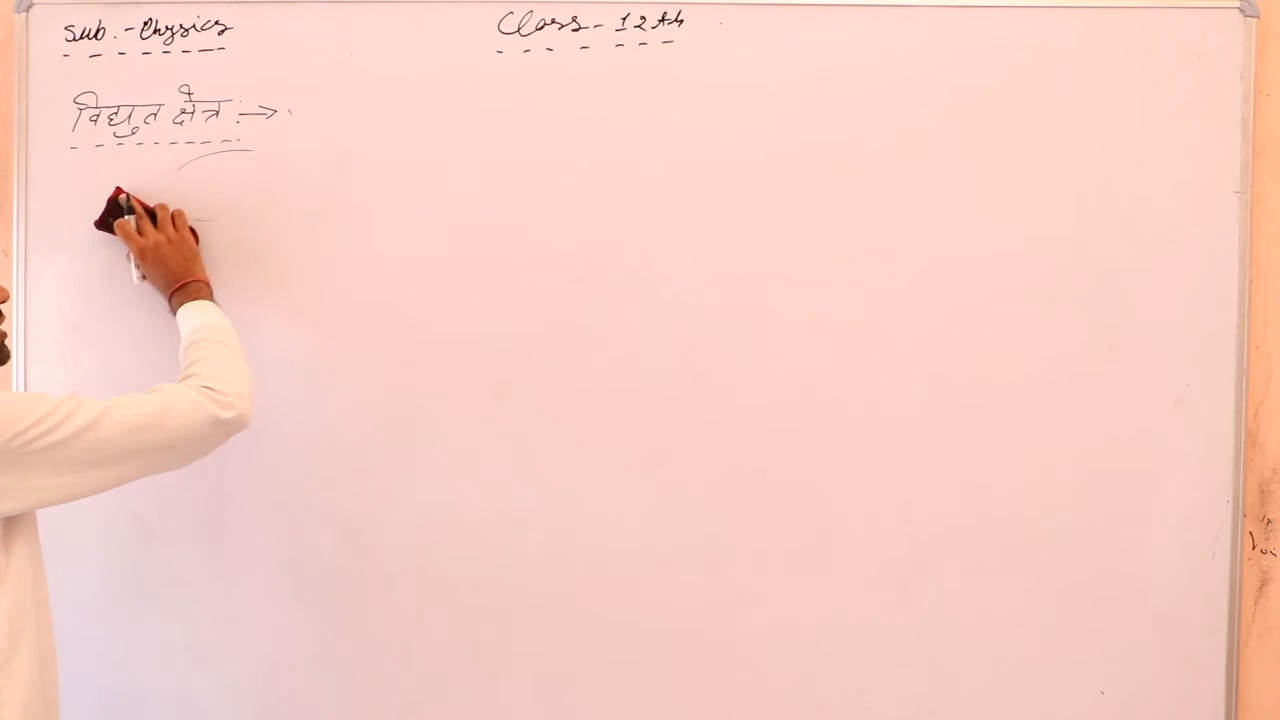 Sub.- Physics
Class- 12th
विद्युत क्षेत्र :→